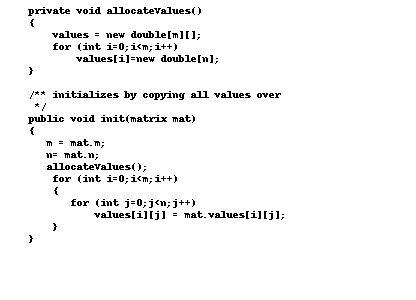 private void allocateValues()
{
values = new double[m][];
for (int i=0;i<m;i++)
values[i]=new double[n];
}
/** initializes by copying all values over
*/
public void init(matrix mat)
{
m = mat.m;
n= mat.n;
allocateValues();
for (int i=0;i<m;i++)
{
for (int j=0;j<n;j++)
values[i][j] = mat.values[i][j];
}
}